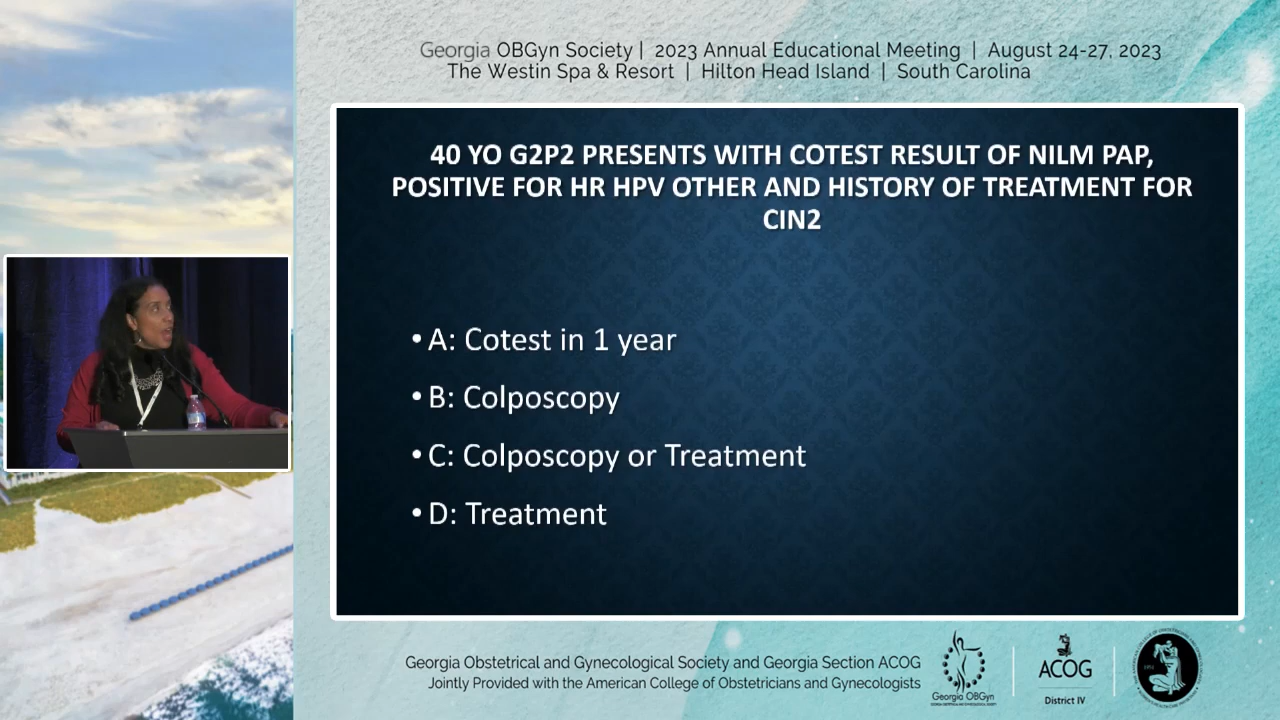 Georgia OBGyn Society | 2023 Annual Educational Meeting | August 24-27, 2023
The Westin Spa & Resort | Hilton Head Island | South Carolina
40 YO G2P2 PRESENTS WITH COTEST RESULT OF NILM PAP,
POSITIVE FOR HR HPV OTHER AND HISTORY OF TREATMENT FOR
CIN2
• A: Cotest in 1 year
• B: Colposcopy
• C: Colposcopy or Treatment
• D: Treatment
Georgia Obstetrical and Gynecological Society and Georgia Section ACOG
Jointly Provided with the American College of Obstetricians and Gynecologists
Georgia OBGyn
ACOG
District IV